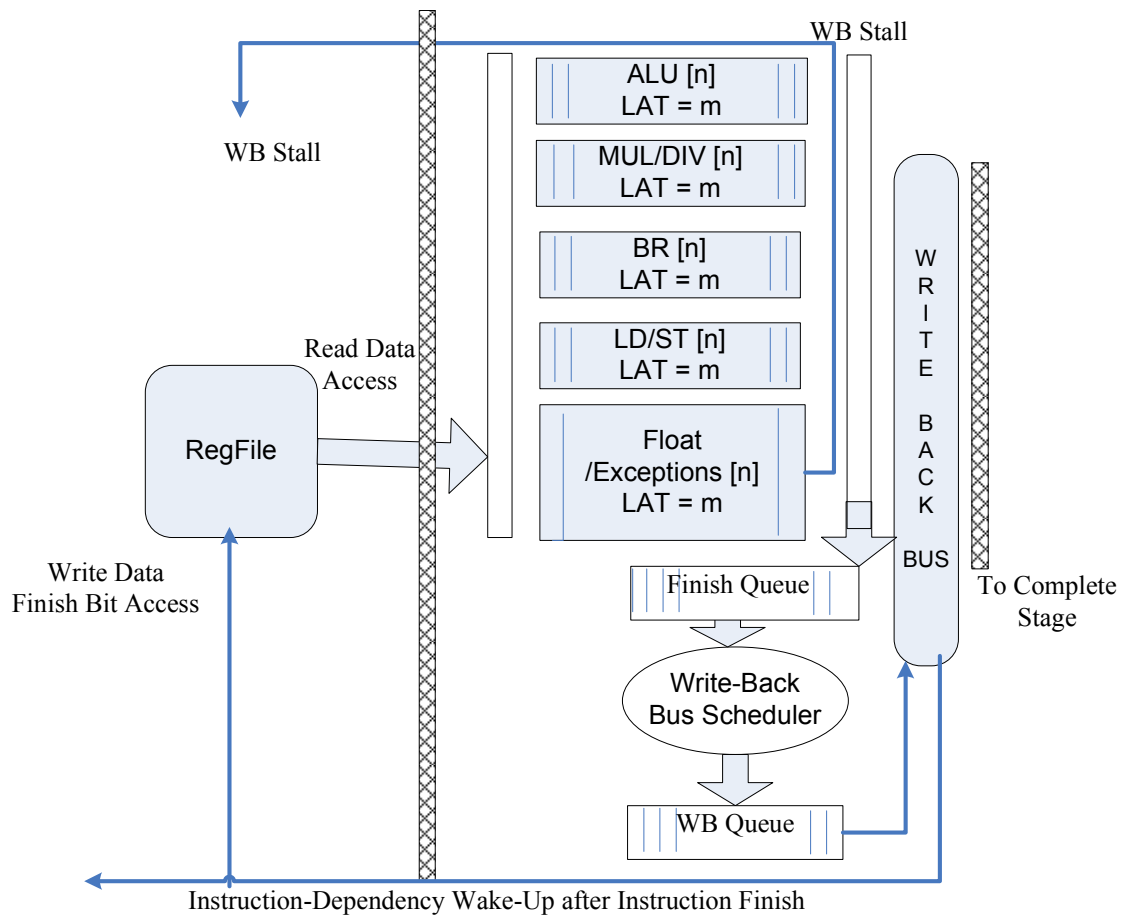 WB Stall
WB Stall
ALU [n]
LAT = m
MUL/DIV [n]
LAT = m
BR [n]
LAT = m
LD/ST [n]
LAT = m
Float
/Exceptions [n]
LAT = m
Read Data
Access
RegFile
Write Data
Finish Bit Access
W
R
I
T
E
B
A
C
K
BUS
To Complete
Stage
Finish Queue
Write-Back
Bus Scheduler
WB Queue
Instruction-Dependency Wake-Up after Instruction Finish